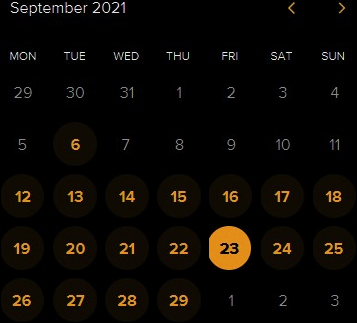 September 2021
MON TUE WED THU FRI SAT SUN
29 30 31 1 2 3 4
5 6 7 8 9 10 11
12 13 14 15 16 17 18
19 20 21 22 23 24 25
26 27 28 29 1 2 3